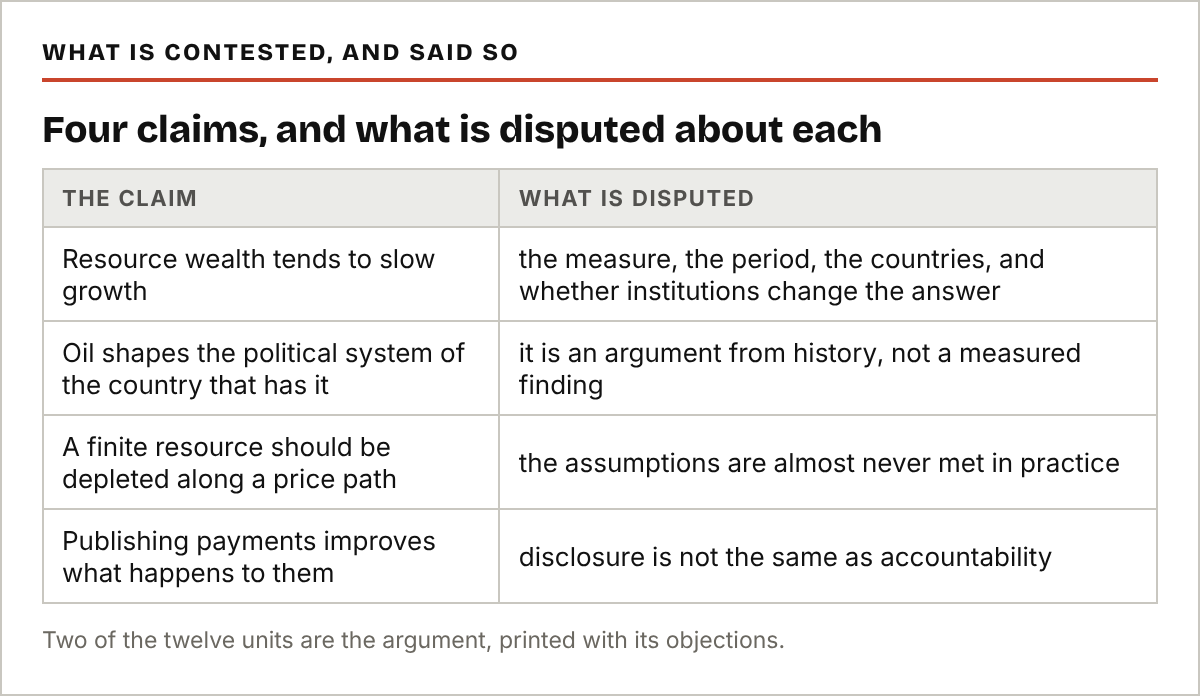 WHAT IS CONTESTED, AND SAID SO
Four claims, and what is disputed about each
THE CLAIM
WHAT IS DISPUTED
Resource wealth tends to slow
growth
the measure, the period, the countries, and
whether institutions change the answer
Oil shapes the political system of
the country that has it
it is an argument from history, not a measured
finding
A finite resource should be
depleted along a price path
the assumptions are almost never met in practice
Publishing payments improves
what happens to them
disclosure is not the same as accountability
Two of the twelve units are the argument, printed with its objections.